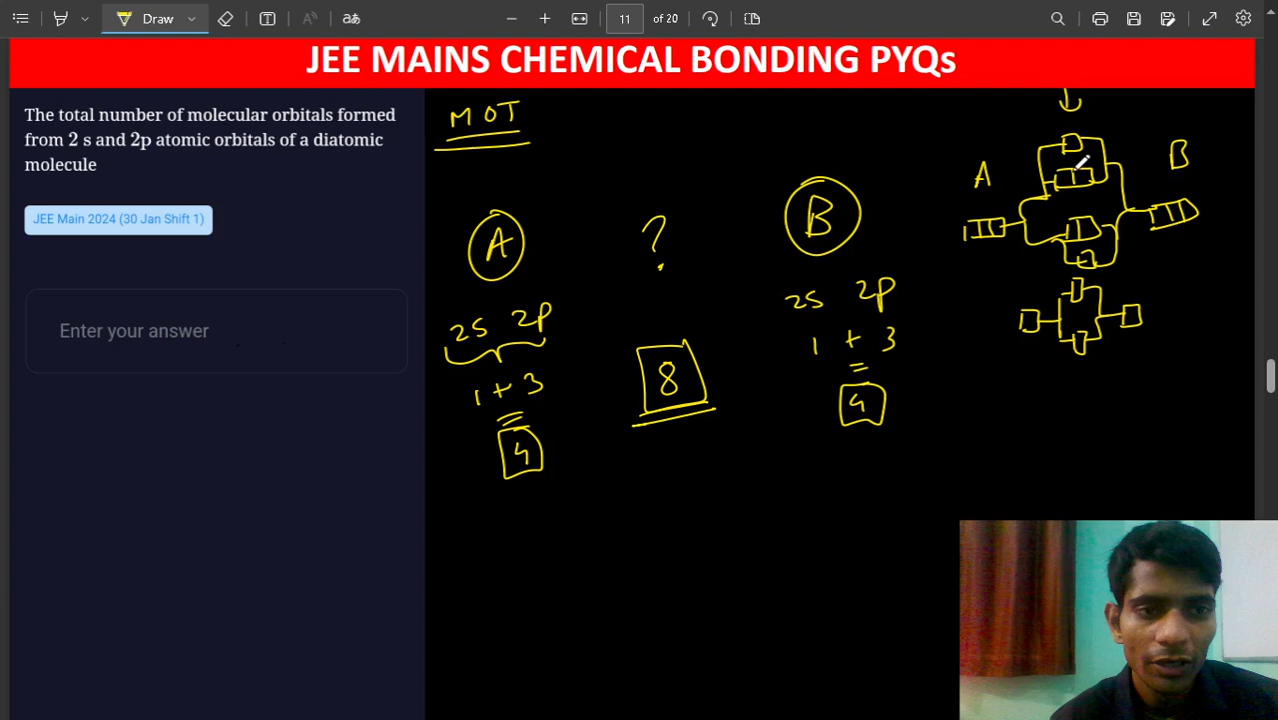 Draw
aあ
11 of 20
JEE MAINS CHEMICAL BONDING PYQs
The total number of molecular orbitals formed
from 2 s and 2p atomic orbitals of a diatomic
molecule
JEE Main 2024 (30 Jan Shift 1)
Enter your answer
MOT
A
?
B
2s 2p
1 + 3
=
4
8
2s 2p
1 + 3
=
4
A
B